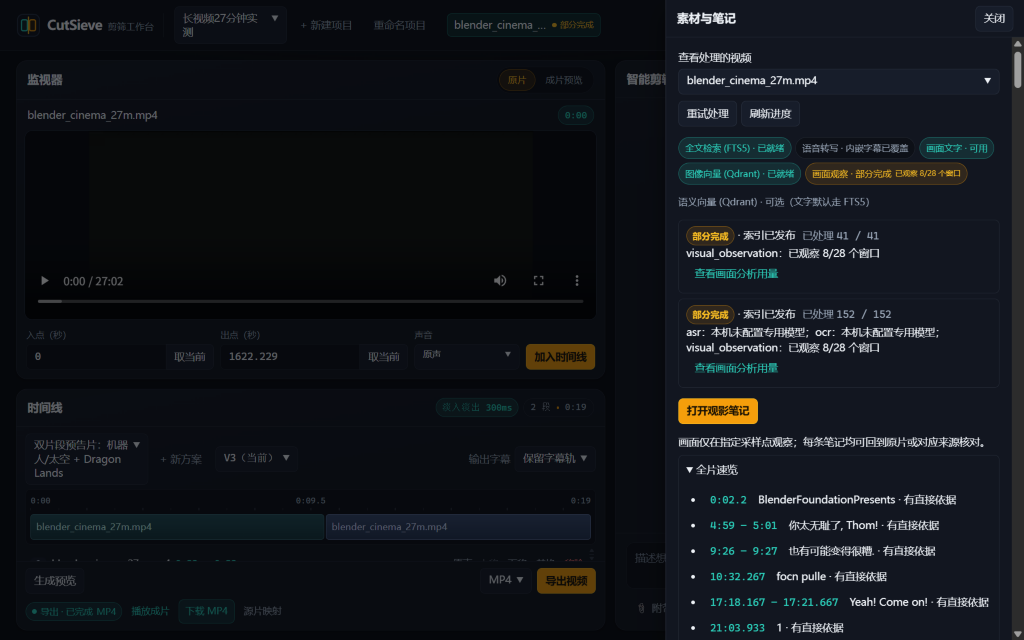 CutSieve 剪筛工作台
长视频27分钟实测
+ 新建项目
重命名项目
blender_cinema_... 部分完成
监视器
原片
成片预览
blender_cinema_27m.mp4
0:00
0:00 / 27:02
入点 (秒)
出点 (秒)
声音
0
取当前
1622.229
取当前
原声
加入时间线
时间线
淡入淡出 300ms
2 段 • 0:19
双片段预告片：机器人/太空 + Dragon Lands
+ 新方案
V3（当前）
输出字幕
保留字幕轨
0:00
0:09.5
0:19
blender_cinema_27m.mp4
blender_cinema_27m.mp4
生成预览
MP4
导出视频
导出 · 已完成 MP4
播放成片
下载 MP4
源片映射
智能剪辑
素材与笔记
关闭
查看处理的视频
blender_cinema_27m.mp4
重试处理
刷新进度
全文检索 (FTS5) · 已就绪
语音转写 · 内嵌字幕已覆盖
画面文字 · 可用
图像向量 (Qdrant) · 已就绪
画面观察 · 部分完成 已观察 8/28 个窗口
语义向量 (Qdrant) · 可选（文字默认走 FTS5）
部分完成 · 索引已发布 已处理 41 / 41
visual_observation：已观察 8/28 个窗口
查看画面分析用量
部分完成 · 索引已发布 已处理 152 / 152
asr：本机未配置专用模型；ocr：本机未配置专用模型；
visual_observation：已观察 8/28 个窗口
查看画面分析用量
打开观影笔记
画面仅在指定采样点观察；每条笔记均可回到原片或对应来源核对。
全片速览
0:02.2 BlenderFoundationPresents · 有直接依据
4:59 – 5:01 你太无耻了, Thom! · 有直接依据
9:26 – 9:27 也有可能变得很糟. · 有直接依据
10:32.267 focn pulle · 有直接依据
17:18.167 – 17:21.667 Yeah! Come on! · 有直接依据
21:03.933 1 · 有直接依据